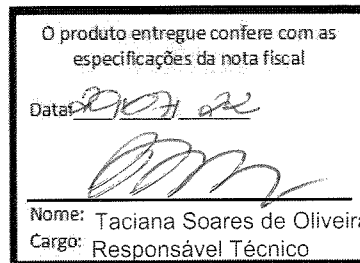 O produto entregue confere com as
especificações da nota fiscal
Data: 29/07/22
Nome: Taciana Soares de Oliveira
Cargo: Responsável Técnico